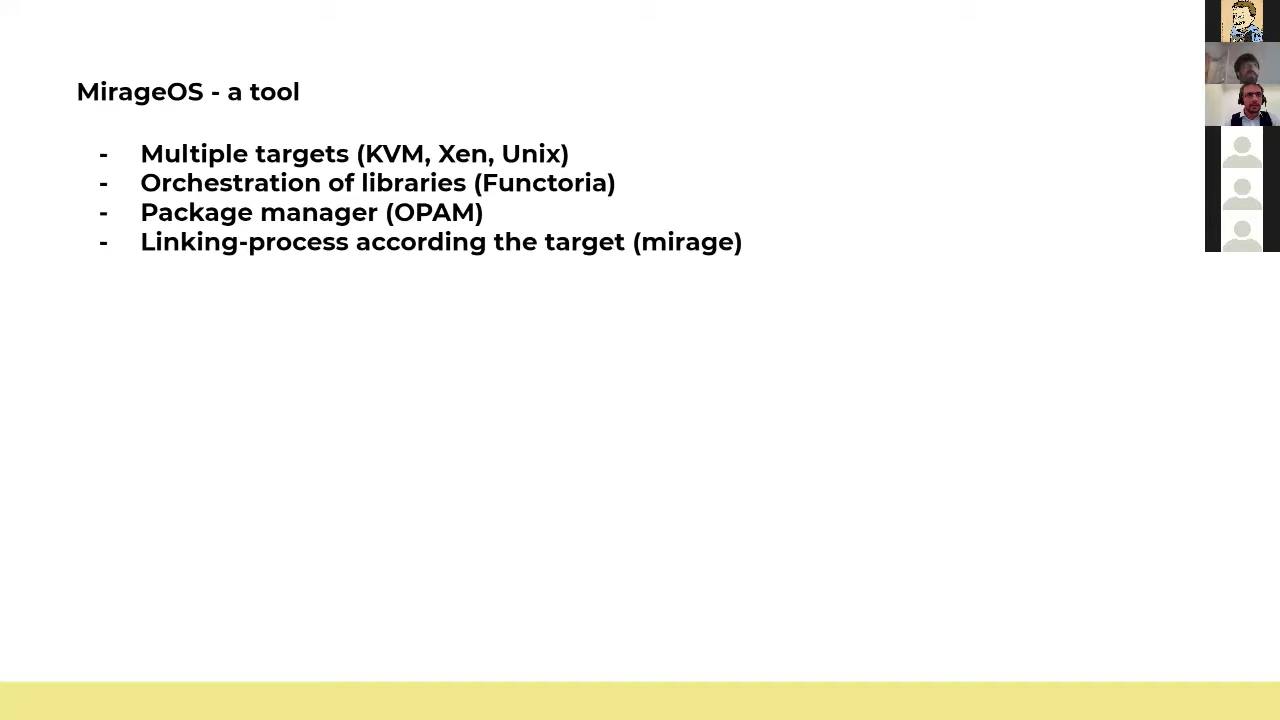 MirageOS - a tool
- Multiple targets (KVM, Xen, Unix)
- Orchestration of libraries (Functoria)
- Package manager (OPAM)
- Linking-process according the target (mirage)